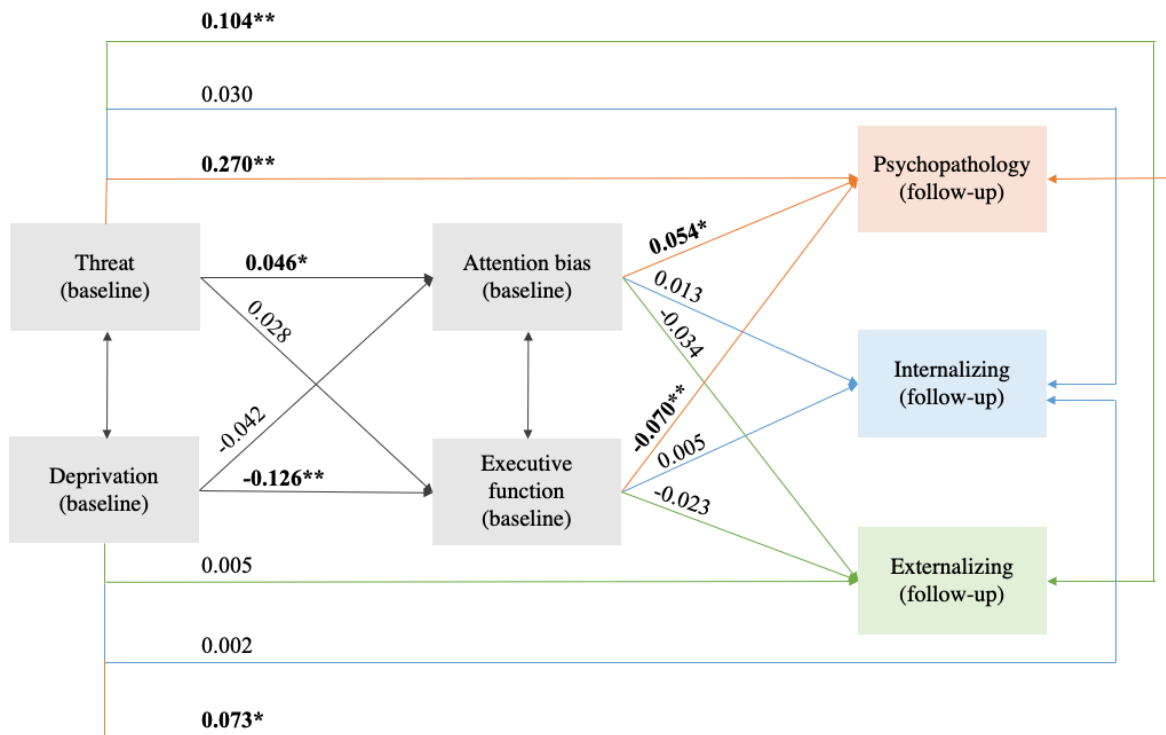 0.104**
0.030
0.270**
Psychopathology
(follow-up)
Threat
(baseline)
0.046*
Attention bias
(baseline)
0.054*
0.013
0.028
-0.034
Internalizing
(follow-up)
-0.042
-0.070**
Deprivation
(baseline)
-0.126**
Executive
function
(baseline)
0.005
-0.023
0.005
Externalizing
(follow-up)
0.002
0.073*